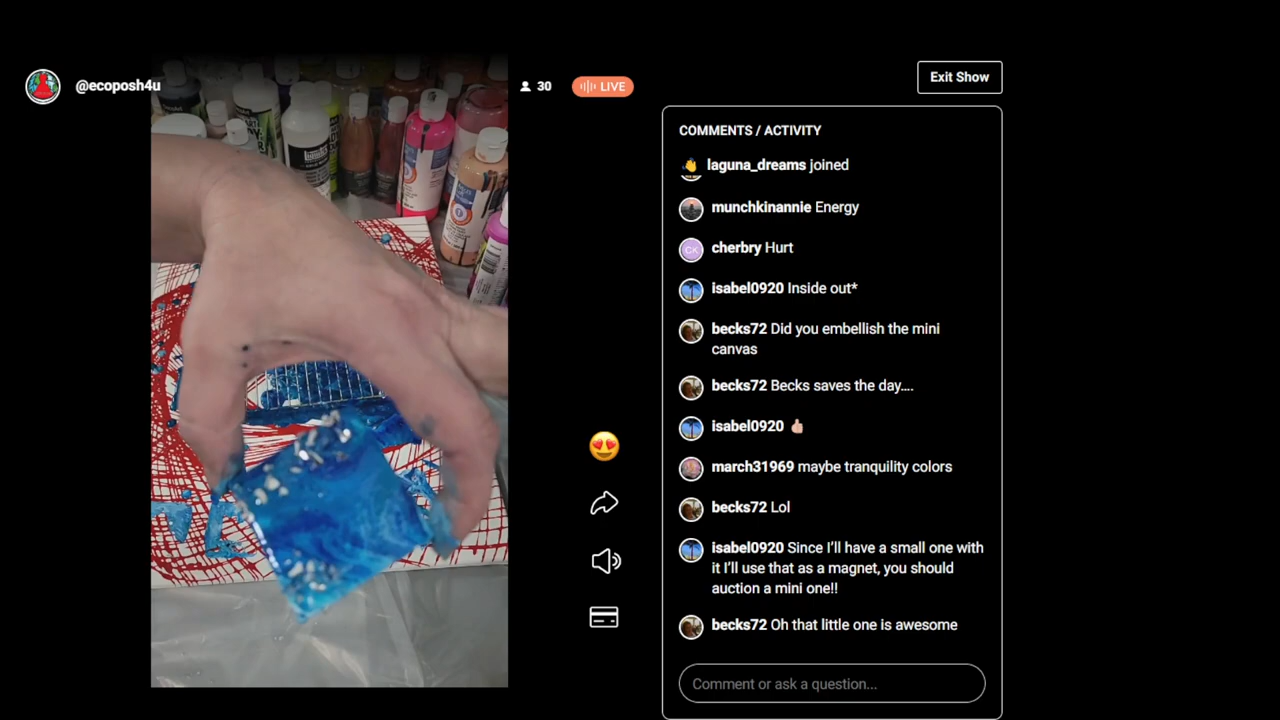 @ecoposh4u
30
LIVE
Exit Show
COMMENTS / ACTIVITY
laguna_dreams joined
munchkinannie Energy
CK
cherbry Hurt
isabel0920 Inside out*
becks72 Did you embellish the mini
canvas
becks72 Becks saves the day....
isabel0920 👍🏼
march31969 maybe tranquility colors
becks72 Lol
isabel0920 Since I'll have a small one with
it I'll use that as a magnet, you should
auction a mini one!!
becks72 Oh that little one is awesome
Comment or ask a question...